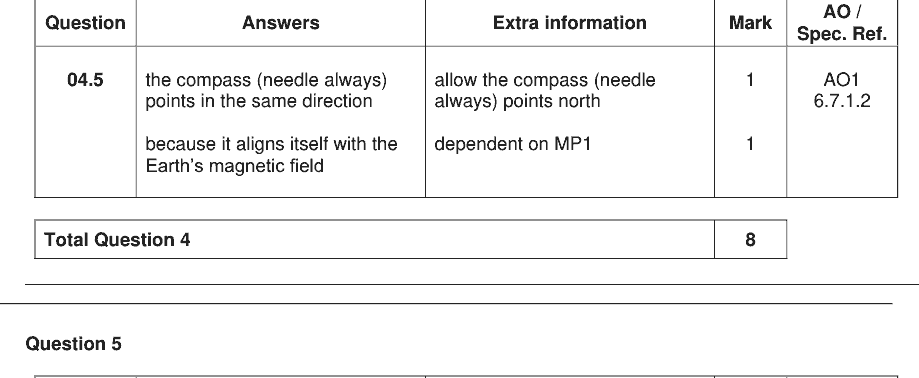 Question Answers Extra information Mark AO /
Spec. Ref.
04.5 the compass (needle always) allow the compass (needle 1 AO1
points in the same direction always) points north 6.7.1.2
because it aligns itself with the dependent on MP1 1
Earth's magnetic field
Total Question 4 8
Question 5